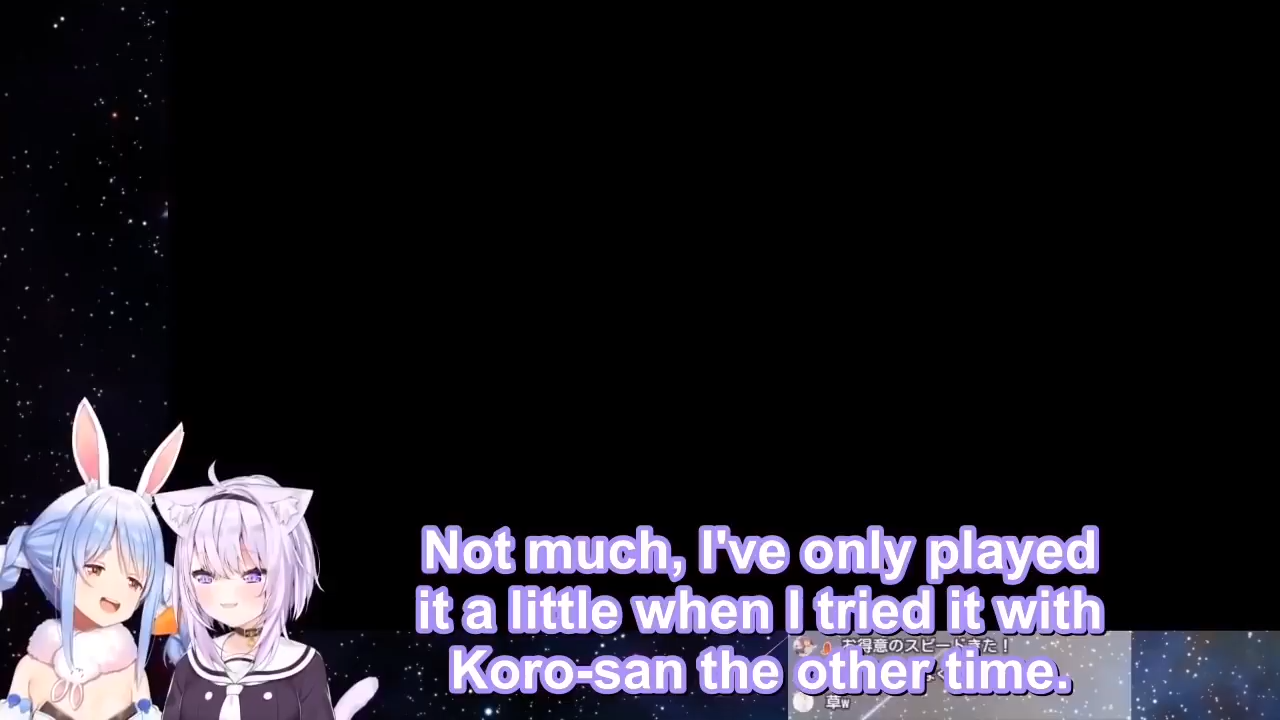 Not much, I've only played
it a little when I tried it with
Koro-san the other time.
お得意のスピードきた！
草w